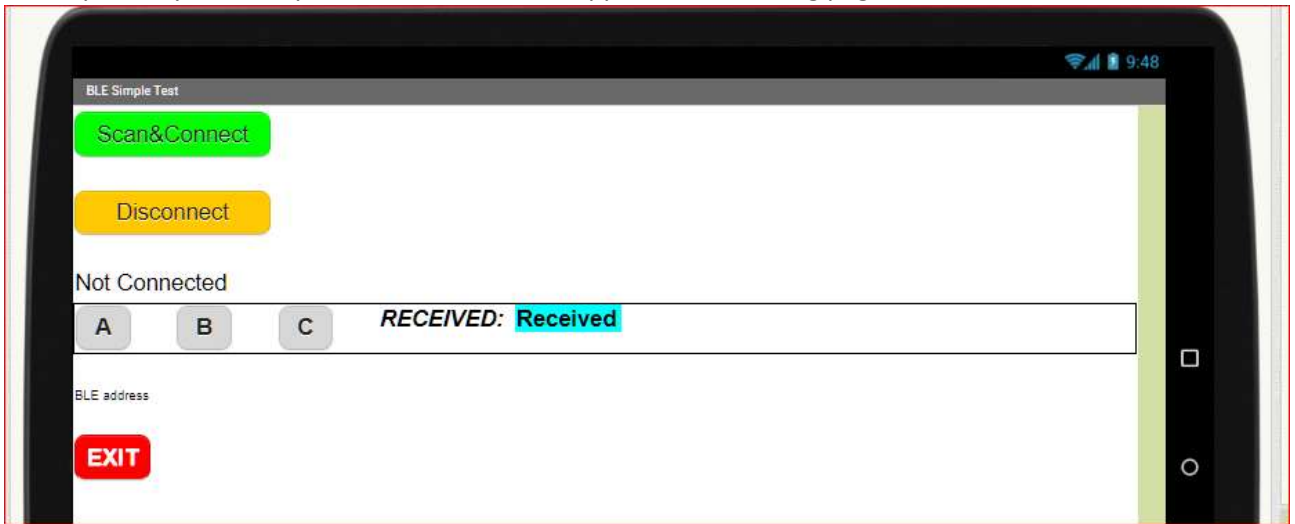 9:48
BLE Simple Test
Scan&Connect
Disconnect
Not Connected
A B C RECEIVED: Received
BLE address
EXIT